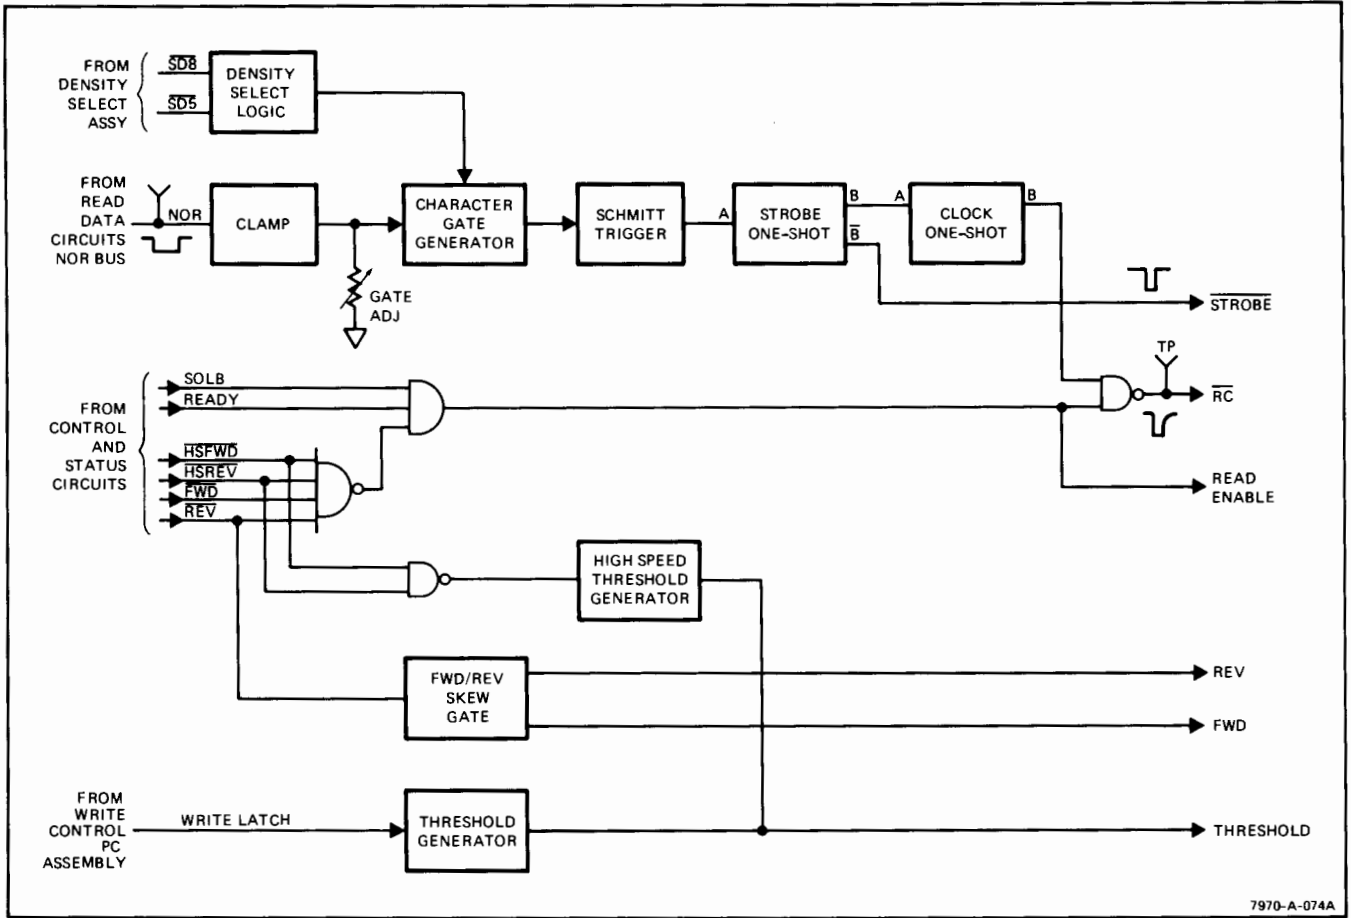 FROM
DENSITY
SELECT
ASSY
SD8
SD5
DENSITY
SELECT
LOGIC
FROM
READ
DATA
CIRCUITS
NOR BUS
NOR
CLAMP
GATE
ADJ
CHARACTER
GATE
GENERATOR
SCHMITT
TRIGGER
A
STROBE
ONE-SHOT
B
B
A
CLOCK
ONE-SHOT
B
STROBE
TP
RC
FROM
CONTROL
AND
STATUS
CIRCUITS
SOLB
READY
HSFWD
HSREV
FWD
REV
READ
ENABLE
HIGH SPEED
THRESHOLD
GENERATOR
FWD/REV
SKEW
GATE
REV
FWD
FROM
WRITE
CONTROL
PC
ASSEMBLY
WRITE LATCH
THRESHOLD
GENERATOR
THRESHOLD
7970-A-074A